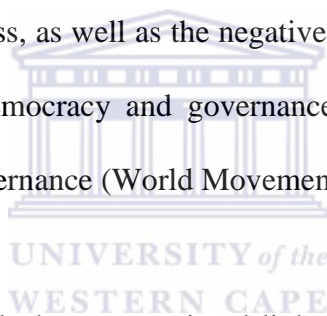 ss, as well as the negative
mocracy and governance
ernance (World Movemen
UNIVERSITY of the
WESTERN CAPE